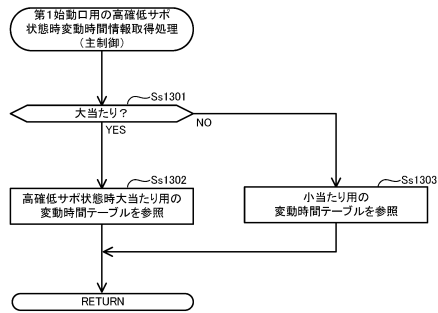 第1始動口用の高確低サポ
状態時変動時間情報取得処理
（主制御）
Ss1301
大当たり？
YES
NO
Ss1302
高確低サポ状態時大当たり用の
変動時間テーブルを参照
Ss1303
小当たり用の
変動時間テーブルを参照
RETURN